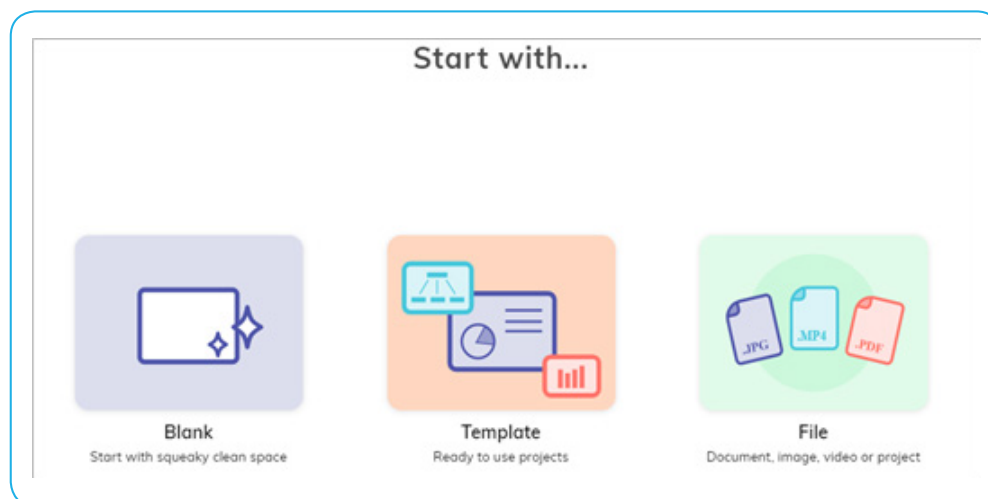 Start with...
.JPG
.MP4
.PDF
Blank
Template
File
Start with squeaky clean space
Ready to use projects
Document, image, video or project